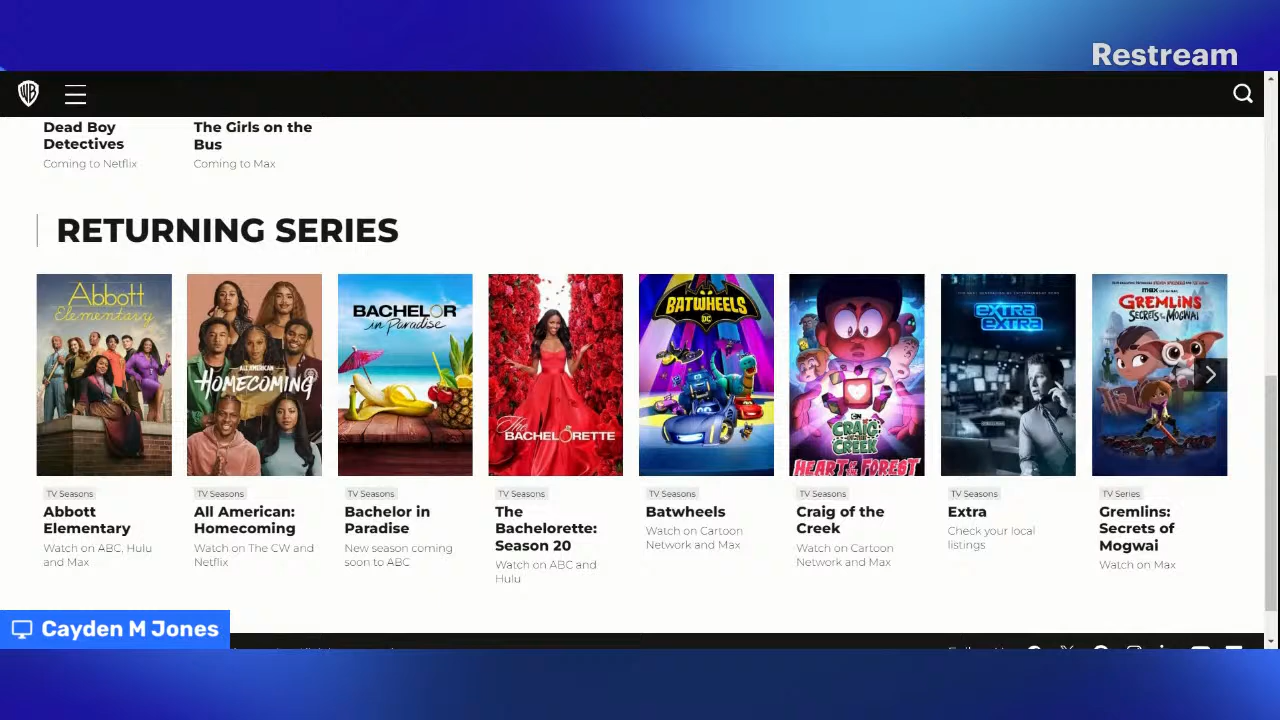 Restream
WB
Dead Boy
Detectives
Coming to Netflix
The Girls on the
Bus
Coming to Max
RETURNING SERIES
Abbott
Elementary
ALL AMERICAN
HOMECOMING
BACHELOR
in Paradise
The
BACHELORETTE
BATWHEELS
DC
CN
CRAIG
OF THE
CREEK
HEART OF THE FOREST
extra
extra
max
GREMLINS
SECRETS OF THE MOGWAI
TV Seasons
Abbott
Elementary
Watch on ABC, Hulu
and Max
TV Seasons
All American:
Homecoming
Watch on The CW and
Netflix
TV Seasons
Bachelor in
Paradise
New season coming
soon to ABC
TV Seasons
The
Bachelorette:
Season 20
Watch on ABC and
Hulu
TV Seasons
Batwheels
Watch on Cartoon
Network and Max
TV Seasons
Craig of the
Creek
Watch on Cartoon
Network and Max
TV Seasons
Extra
Check your local
listings
TV Series
Gremlins:
Secrets of
Mogwai
Watch on Max
Cayden M Jones